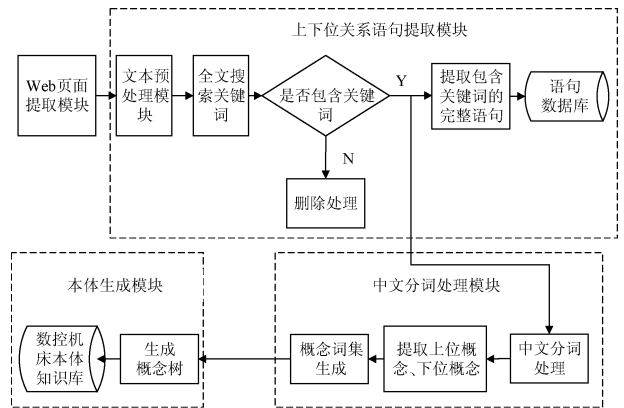 上下位关系语句提取模块
Web页面
提取模块
文本预
处理模
块
全文搜
索关键
词
是否包含关键
词
Y
N
提取包含
关键词的
完整语句
语句
数据库
删除处理
本体生成模块
中文分词处理模块
数控机
床本体
知识库
生成
概念树
概念词集
生成
提取上位概
念、下位概念
中文分词
处理